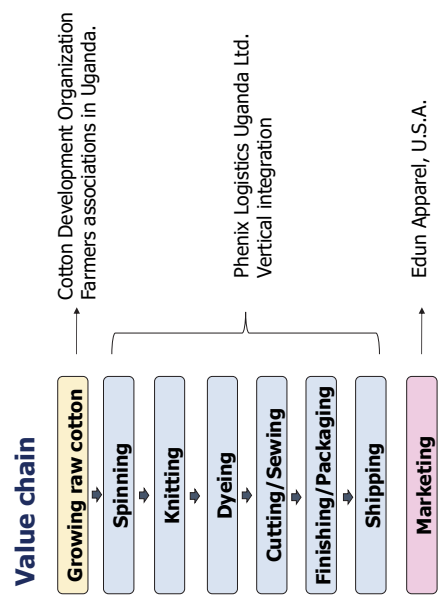 Value chain
Growing raw cotton
Cotton Development Organization
Farmers associations in Uganda.
Spinning
Knitting
Dyeing
Cutting/Sewing
Finishing/Packaging
Shipping
Phenix Logistics Uganda Ltd.
Vertical integration
Marketing
Edun Apparel, U.S.A.